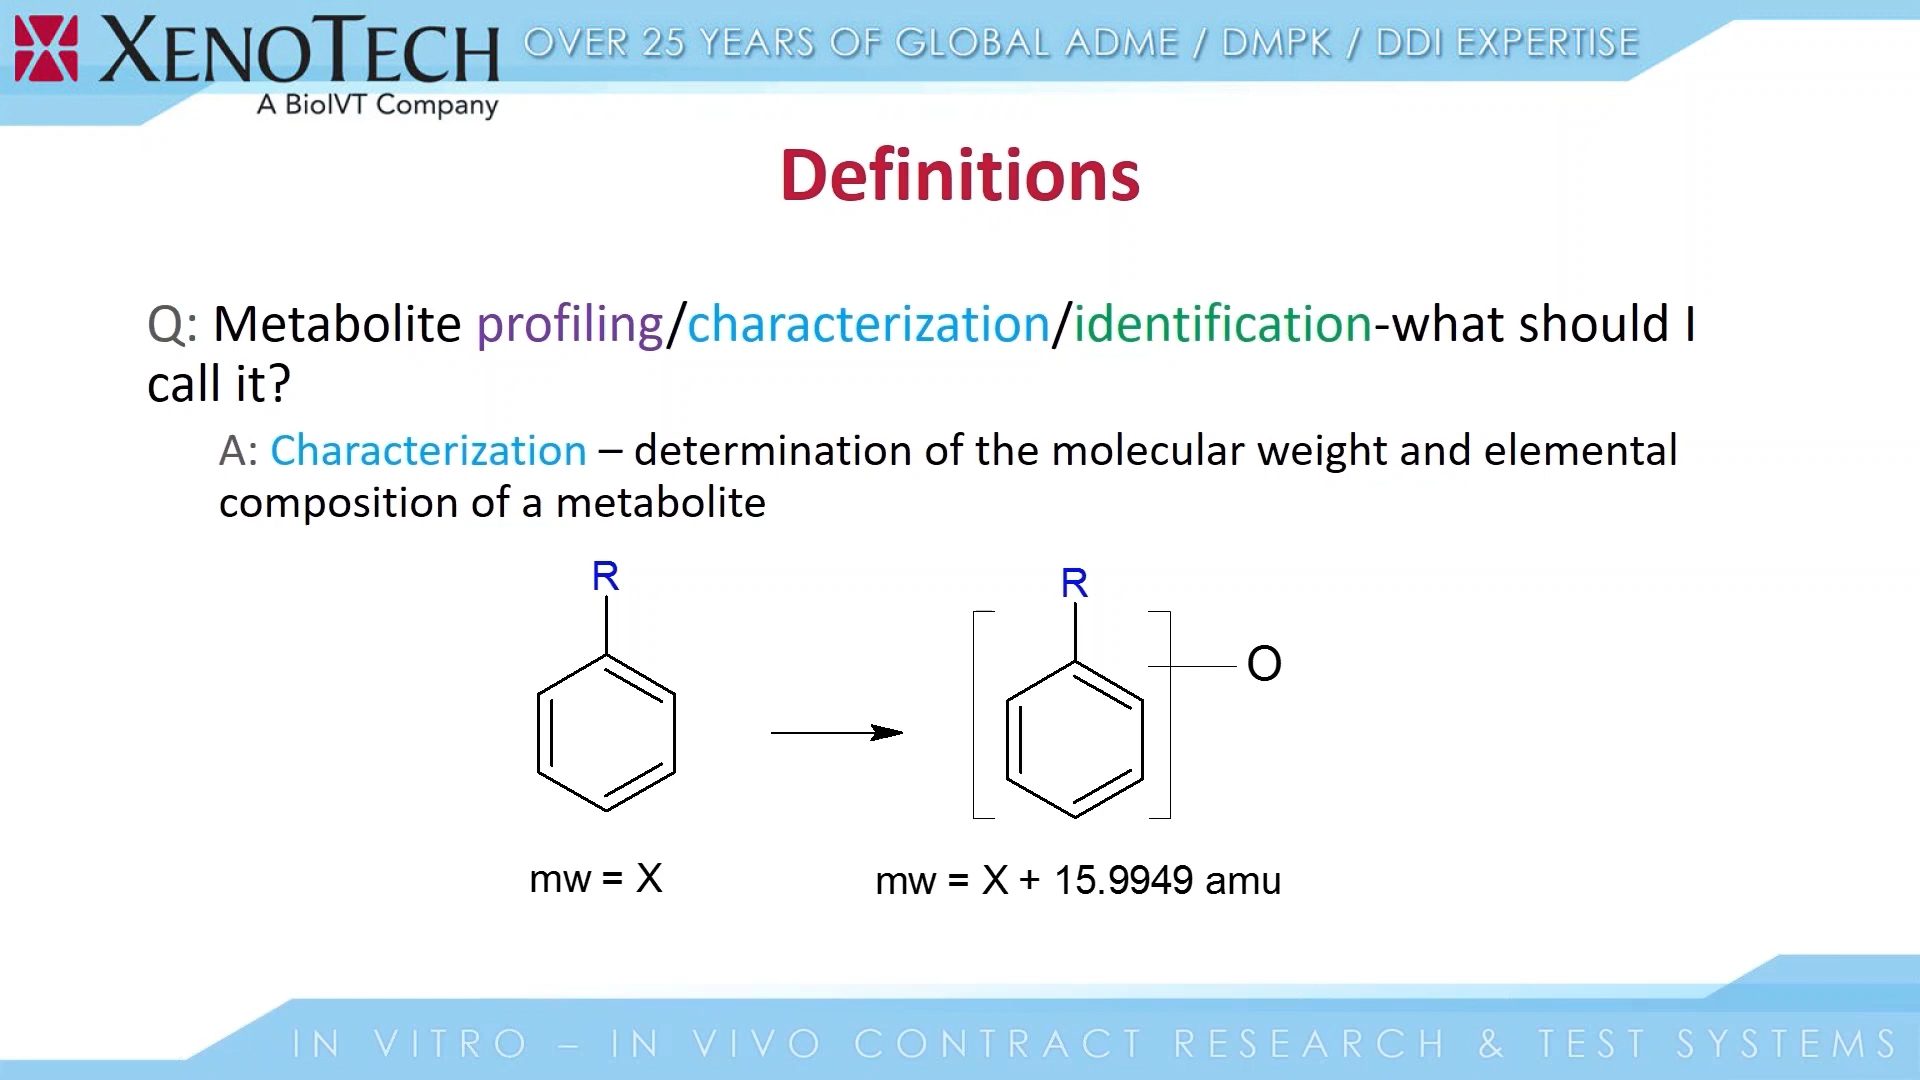 XENOTECH
A BioIVT Company
OVER 25 YEARS OF GLOBAL ADME / DMPK / DDI EXPERTISE
Definitions
Q: Metabolite profiling/characterization/identification-what should I
call it?
A: Characterization – determination of the molecular weight and elemental
composition of a metabolite
R
R
O
mw = X
mw = X + 15.9949 amu
IN VITRO – IN VIVO CONTRACT RESEARCH & TEST SYSTEMS